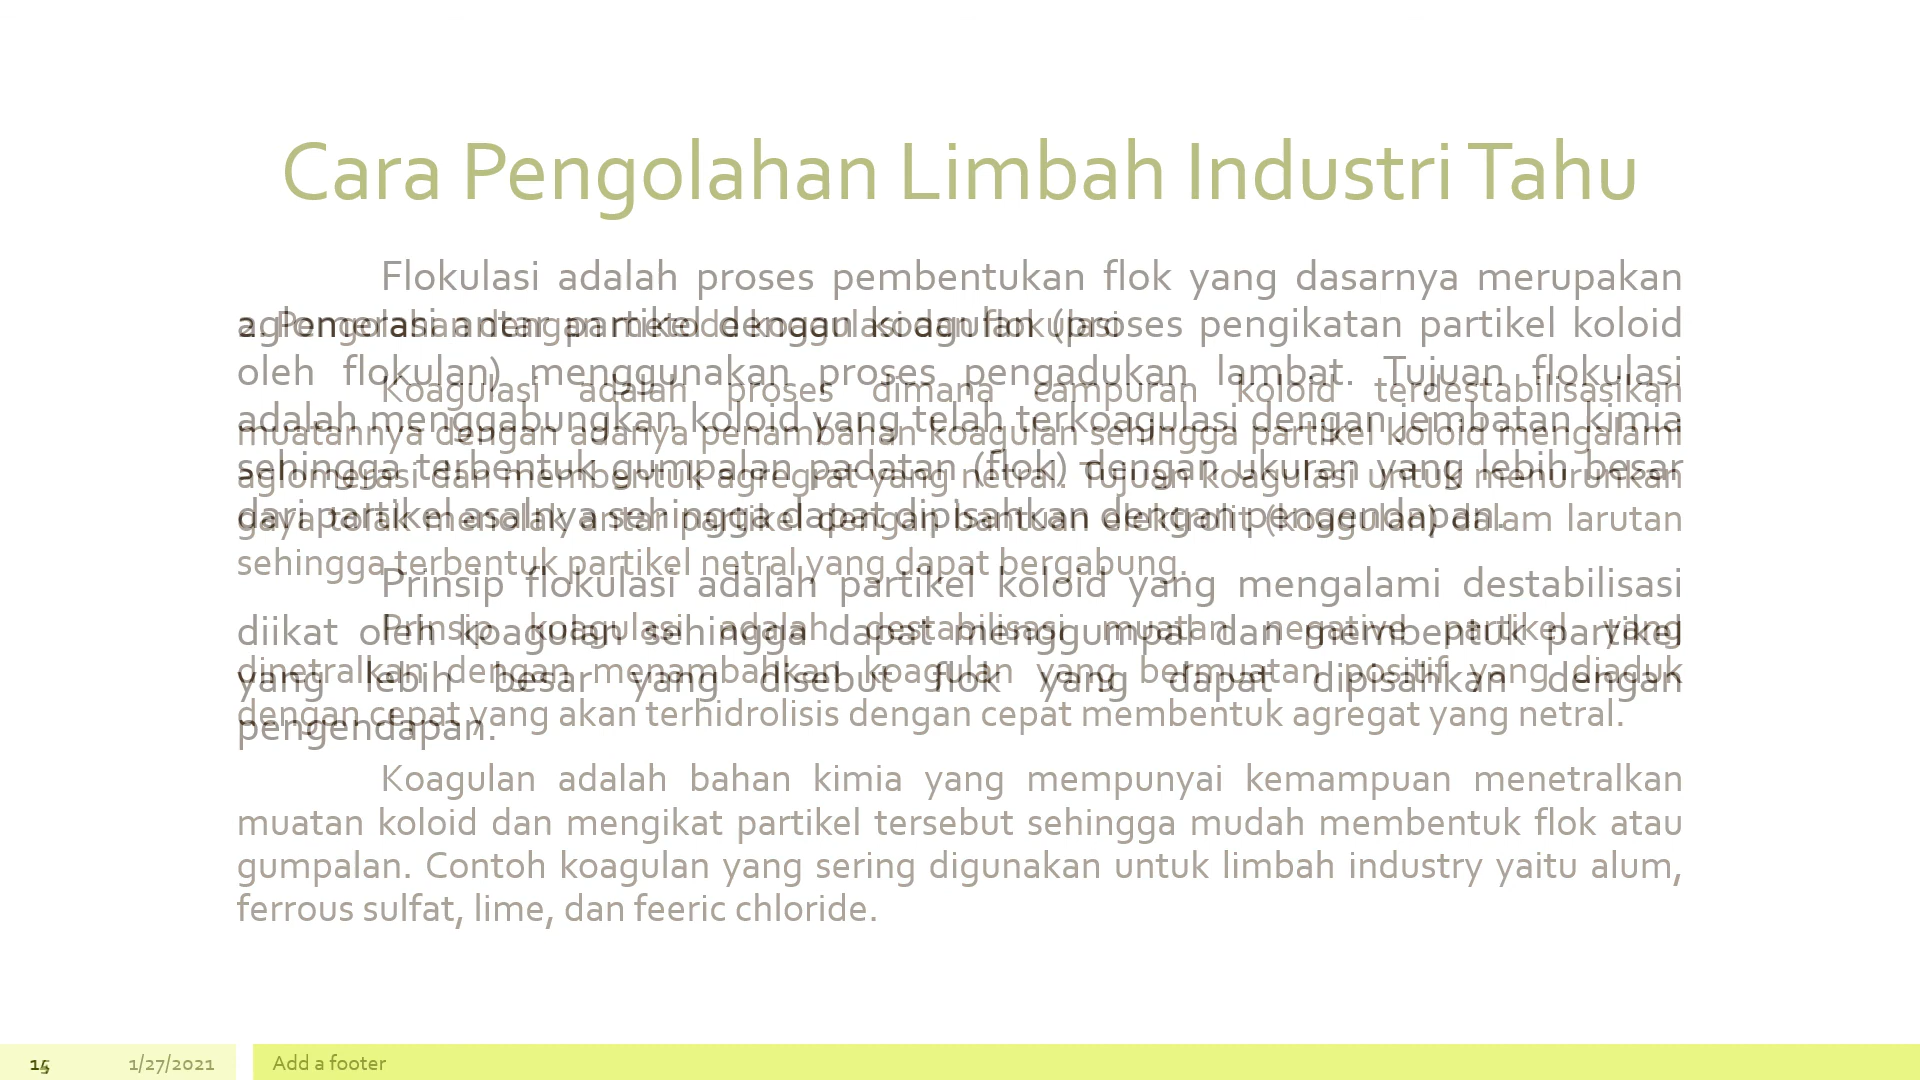 Cara Pengolahan Limbah Industri Tahu
2. Pengolahan dengan metode koagulasi dan flokulasi
Koagulasi adalah proses dimana campuran koloid terdestabilisasikan
muatannya dengan adanya penambahan koagulan sehingga partikel koloid mengalami
aglomerasi dan membentuk agregrat yang netral. Tujuan koagulasi untuk menurunkan
gaya tolak menolak antar partikel dengan bantuan elektrolit (koagulan) dalam larutan
sehingga terbentuk partikel netral yang dapat bergabung.
Prinsip koagulasi adalah destabilisasi muatan negative partikel yang
dinetralkan dengan menambahkan koagulan yang bermuatan positif yang diaduk
dengan cepat yang akan terhidrolisis dengan cepat membentuk agregat yang netral.
Koagulan adalah bahan kimia yang mempunyai kemampuan menetralkan
muatan koloid dan mengikat partikel tersebut sehingga mudah membentuk flok atau
gumpalan. Contoh koagulan yang sering digunakan untuk limbah industry yaitu alum,
ferrous sulfat, lime, dan feeric chloride.
Flokulasi adalah proses pembentukan flok yang dasarnya merupakan
aglomerasi antar partikel dengan koagulan (proses pengikatan partikel koloid
oleh flokulan) menggunakan proses pengadukan lambat. Tujuan flokulasi
adalah menggabungkan koloid yang telah terkoagulasi dengan jembatan kimia
sehingga terbentuk gumpalan padatan (flok) dengan ukuran yang lebih besar
dari partikel asalnya sehingga dapat dipisahkan dengan pengendapan.
Prinsip flokulasi adalah partikel koloid yang mengalami destabilisasi
diikat oleh koagulan sehingga dapat menggumpal dan membentuk partikel
yang lebih besar yang disebut flok yang dapat dipisahkan dengan
pengendapan.
1/27/2021
Add a footer